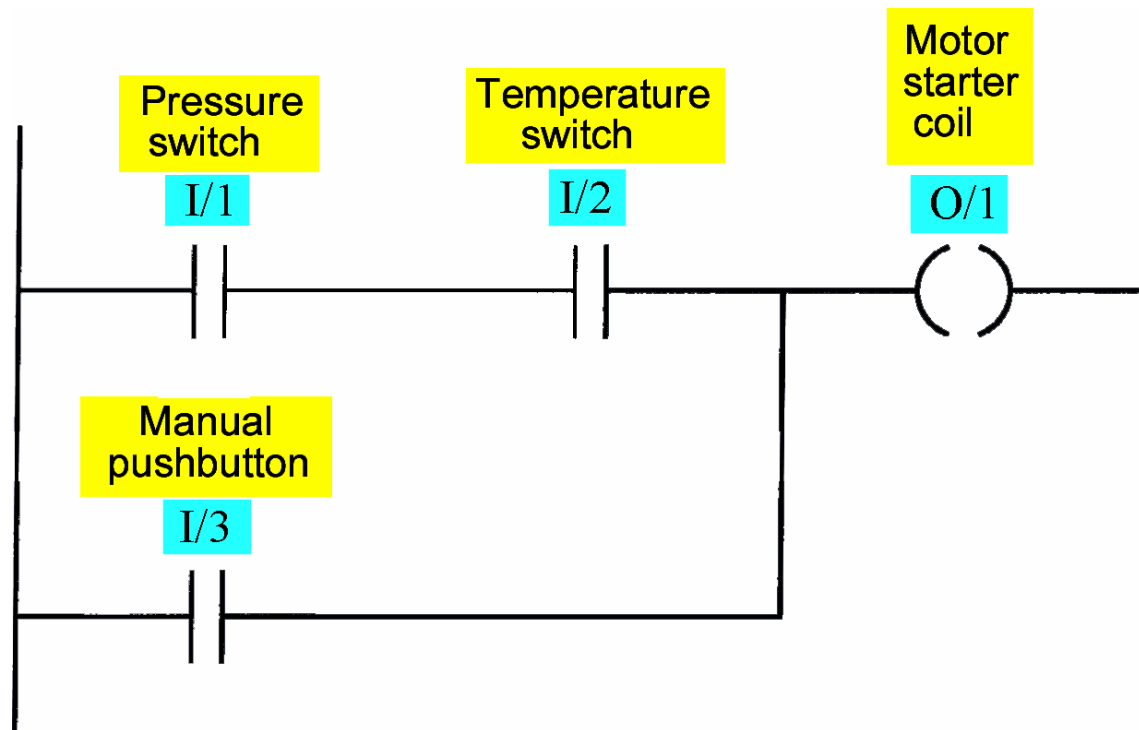 Pressure
switch
I/1
Temperature
switch
I/2
Motor
starter
coil
O/1
Manual
pushbutton
I/3